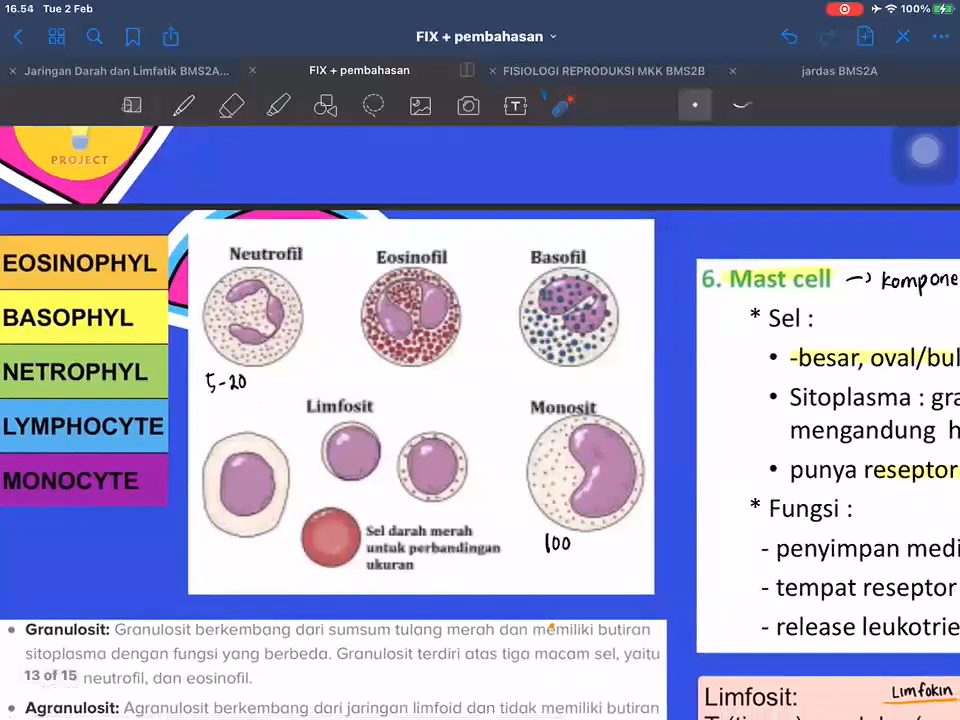 16.54 Tue 2 Feb
100%
FIX + pembahasan
Jaringan Darah dan Limfatik BMS2A...
FIX + pembahasan
FISIOLOGI REPRODUKSI MKK BMS2B
jardas BMS2A
PROJECT
EOSINOPHYL
BASOPHYL
NETROPHYL
LYMPHOCYTE
MONOCYTE
Neutrofil
Eosinofil
Basofil
5-20
Limfosit
Monosit
Sel darah merah
untuk perbandingan
ukuran
100
6. Mast cell -> kompone
* Sel :
• -besar, oval/bul
• Sitoplasma : gra
mengandung h
• punya reseptor
* Fungsi :
- penyimpan medi
- tempat reseptor
- release leukotrie
• Granulosit: Granulosit berkembang dari sumsum tulang merah dan memiliki butiran
sitoplasma dengan fungsi yang berbeda. Granulosit terdiri atas tiga macam sel, yaitu
neutrofil, dan eosinofil.
13 of 15
• Agranulosit: Agranulosit berkembang dari jaringan limfoid dan tidak memiliki butiran
Limfosit:
Limfokin